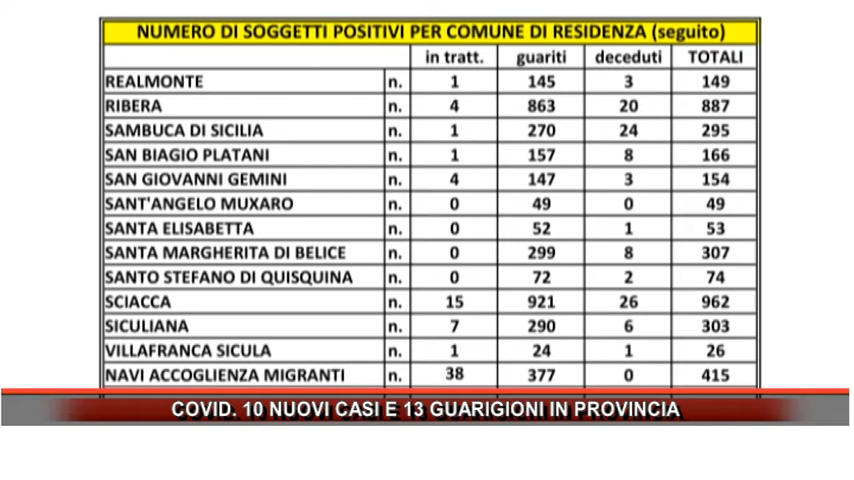 NUMERO DI SOGGETTI POSITIVI PER COMUNE DI RESIDENZA (seguito)
in tratt. guariti deceduti TOTALI
REALMONTE n. 1 145 3 149
RIBERA n. 4 863 20 887
SAMBUCA DI SICILIA n. 1 270 24 295
SAN BIAGIO PLATANI n. 1 157 8 166
SAN GIOVANNI GEMINI n. 4 147 3 154
SANT'ANGELO MUXARO n. 0 49 0 49
SANTA ELISABETTA n. 0 52 1 53
SANTA MARGHERITA DI BELICE n. 0 299 8 307
SANTO STEFANO DI QUISQUINA n. 0 72 2 74
SCIACCA n. 15 921 26 962
SICULIANA n. 7 290 6 303
VILLAFRANCA SICULA n. 1 24 1 26
NAVI ACCOGLIENZA MIGRANTI n. 38 377 0 415
COVID. 10 NUOVI CASI E 13 GUARIGIONI IN PROVINCIA